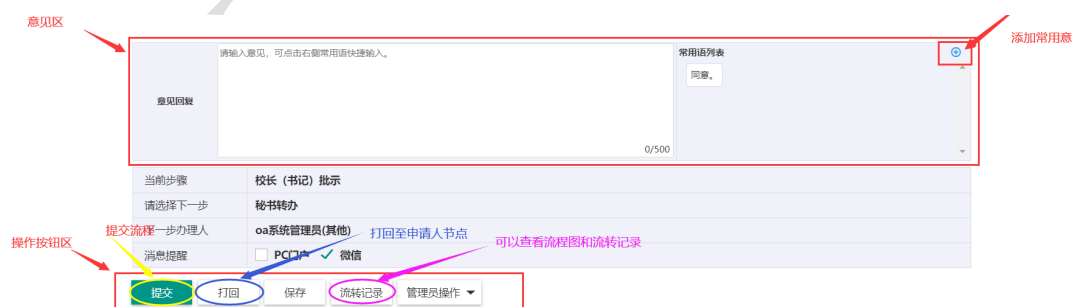 意见区
添加常用意
请输入意见，可点击右侧常用语快捷输入。
常用语列表
同意。
意见回复
0/500
当前步骤 校长（书记）批示
请选择下一步 秘书转办
提交流程 一步办理人 oa系统管理员(其他)
打回至申请人节点
可以查看流程图和流转记录
操作按钮区
消息提醒 PC门户 微信
提交 打回 保存 流转记录 管理员操作